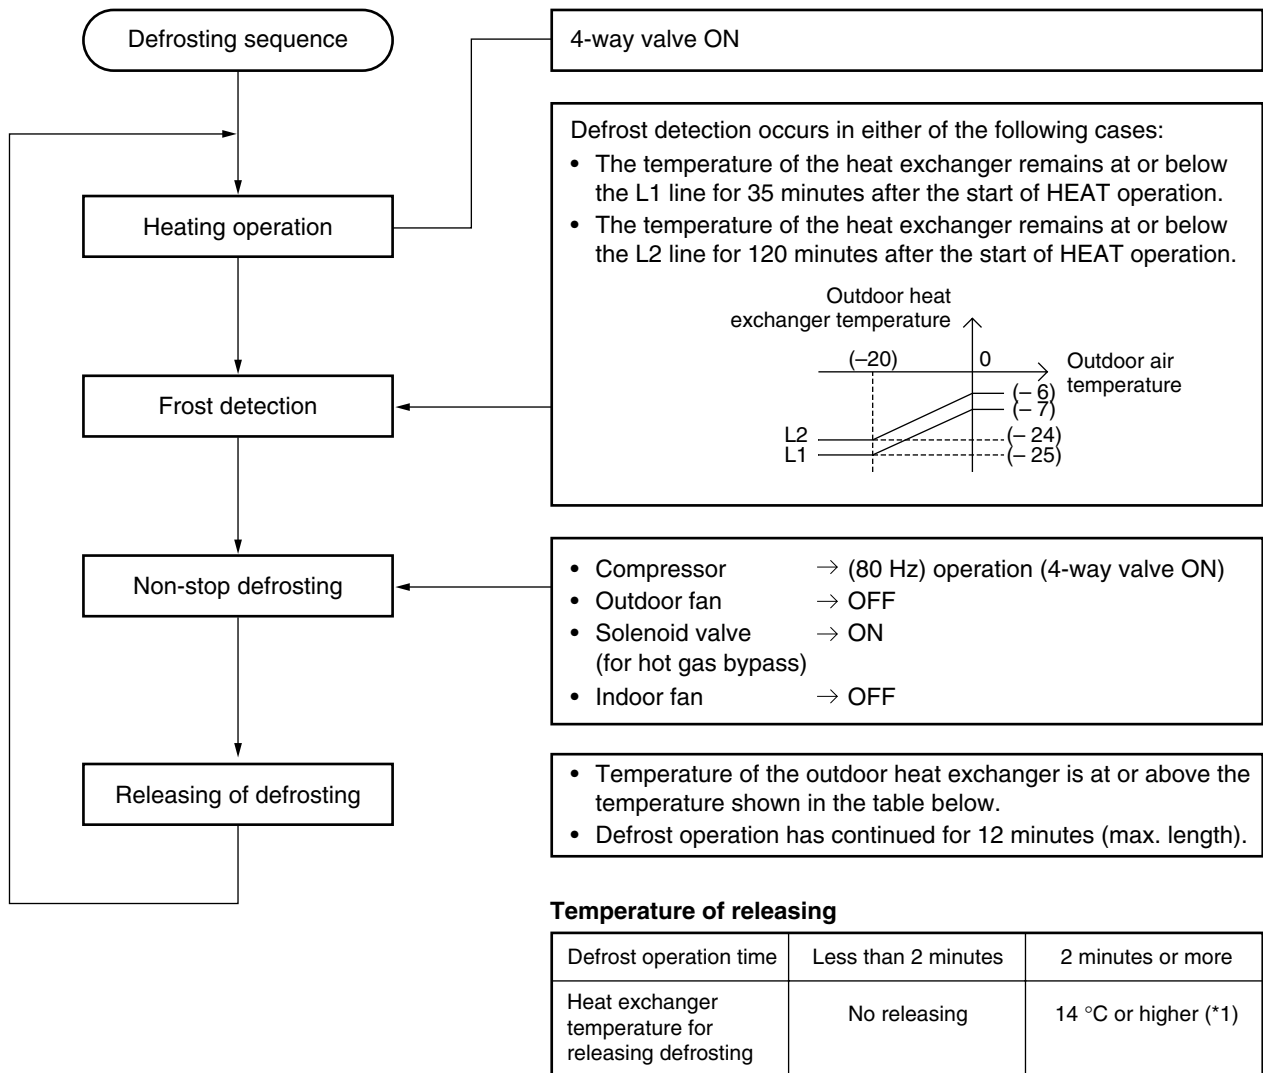 Defrosting sequence
4-way valve ON
Heating operation
Defrost detection occurs in either of the following cases:
• The temperature of the heat exchanger remains at or below
the L1 line for 35 minutes after the start of HEAT operation.
• The temperature of the heat exchanger remains at or below
the L2 line for 120 minutes after the start of HEAT operation.
Outdoor heat
exchanger temperature
(–20)
0
Outdoor air
temperature
(– 6)
(– 7)
L2
(– 24)
L1
(– 25)
Frost detection
Non-stop defrosting
• Compressor → (80 Hz) operation (4-way valve ON)
• Outdoor fan → OFF
• Solenoid valve → ON
(for hot gas bypass)
• Indoor fan → OFF
Releasing of defrosting
• Temperature of the outdoor heat exchanger is at or above the
temperature shown in the table below.
• Defrost operation has continued for 12 minutes (max. length).
Temperature of releasing
Defrost operation time
Less than 2 minutes
2 minutes or more
Heat exchanger
temperature for
releasing defrosting
No releasing
14 °C or higher (*1)